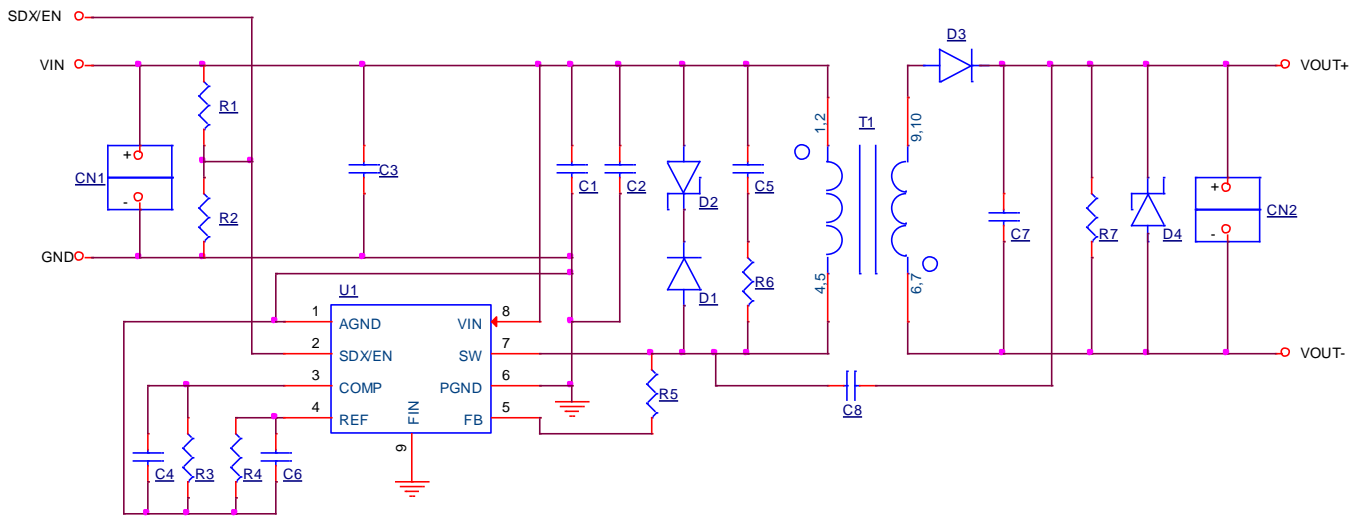 SDX/EN
D3
VIN
VOUT+
R1
1,2
T1
9,10
+
CN1
-
C3
C1
C2
D2
C5
+
CN2
-
R2
C7
R7
D4
GND
4,5
6,7
U1
D1
R6
1
AGND
VIN
8
2
SDX/EN
SW
7
VOUT-
3
COMP
PGND
6
R5
4
REF
FIN
FB
5
C8
9
C4
R3
R4
C6